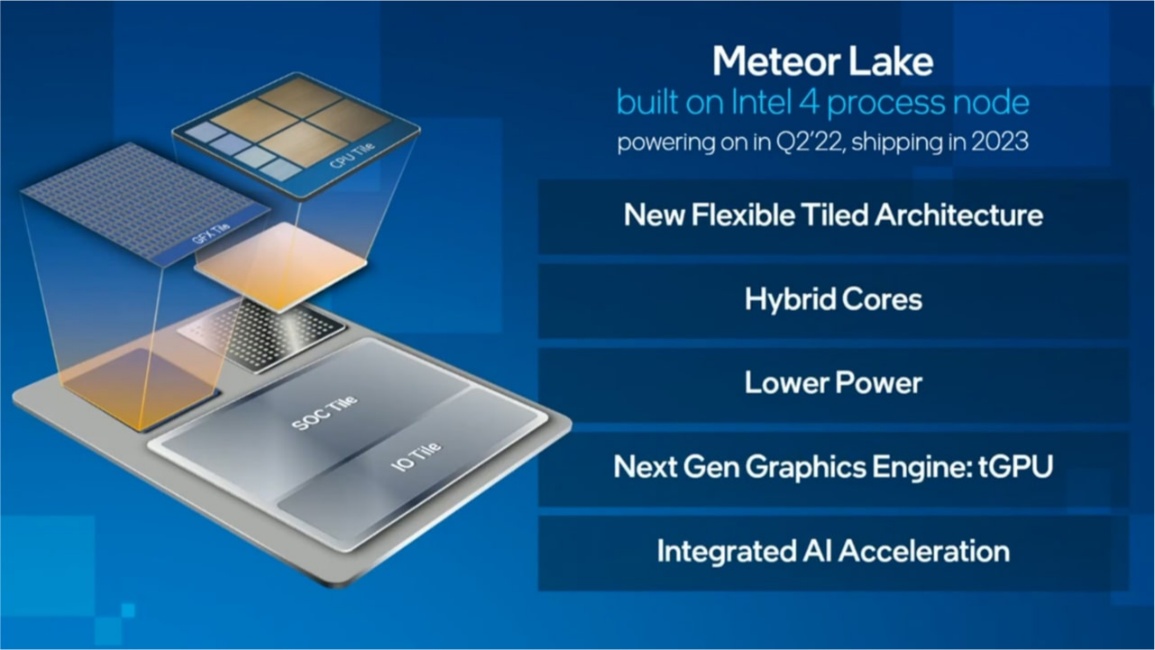 Meteor Lake
built on Intel 4 process node
powering on in Q2'22, shipping in 2023
New Flexible Tiled Architecture
Hybrid Cores
Lower Power
Next Gen Graphics Engine: tGPU
Integrated AI Acceleration
CPU Tile
GFX Tile
SOC Tile
IO Tile